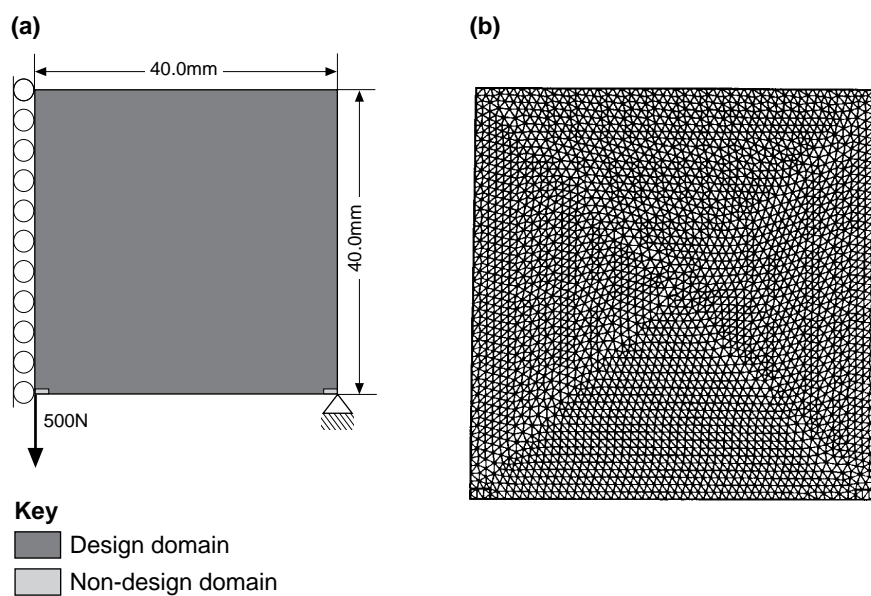 (a)
(b)
40.0mm
40.0mm
500N
Key
Design domain
Non-design domain